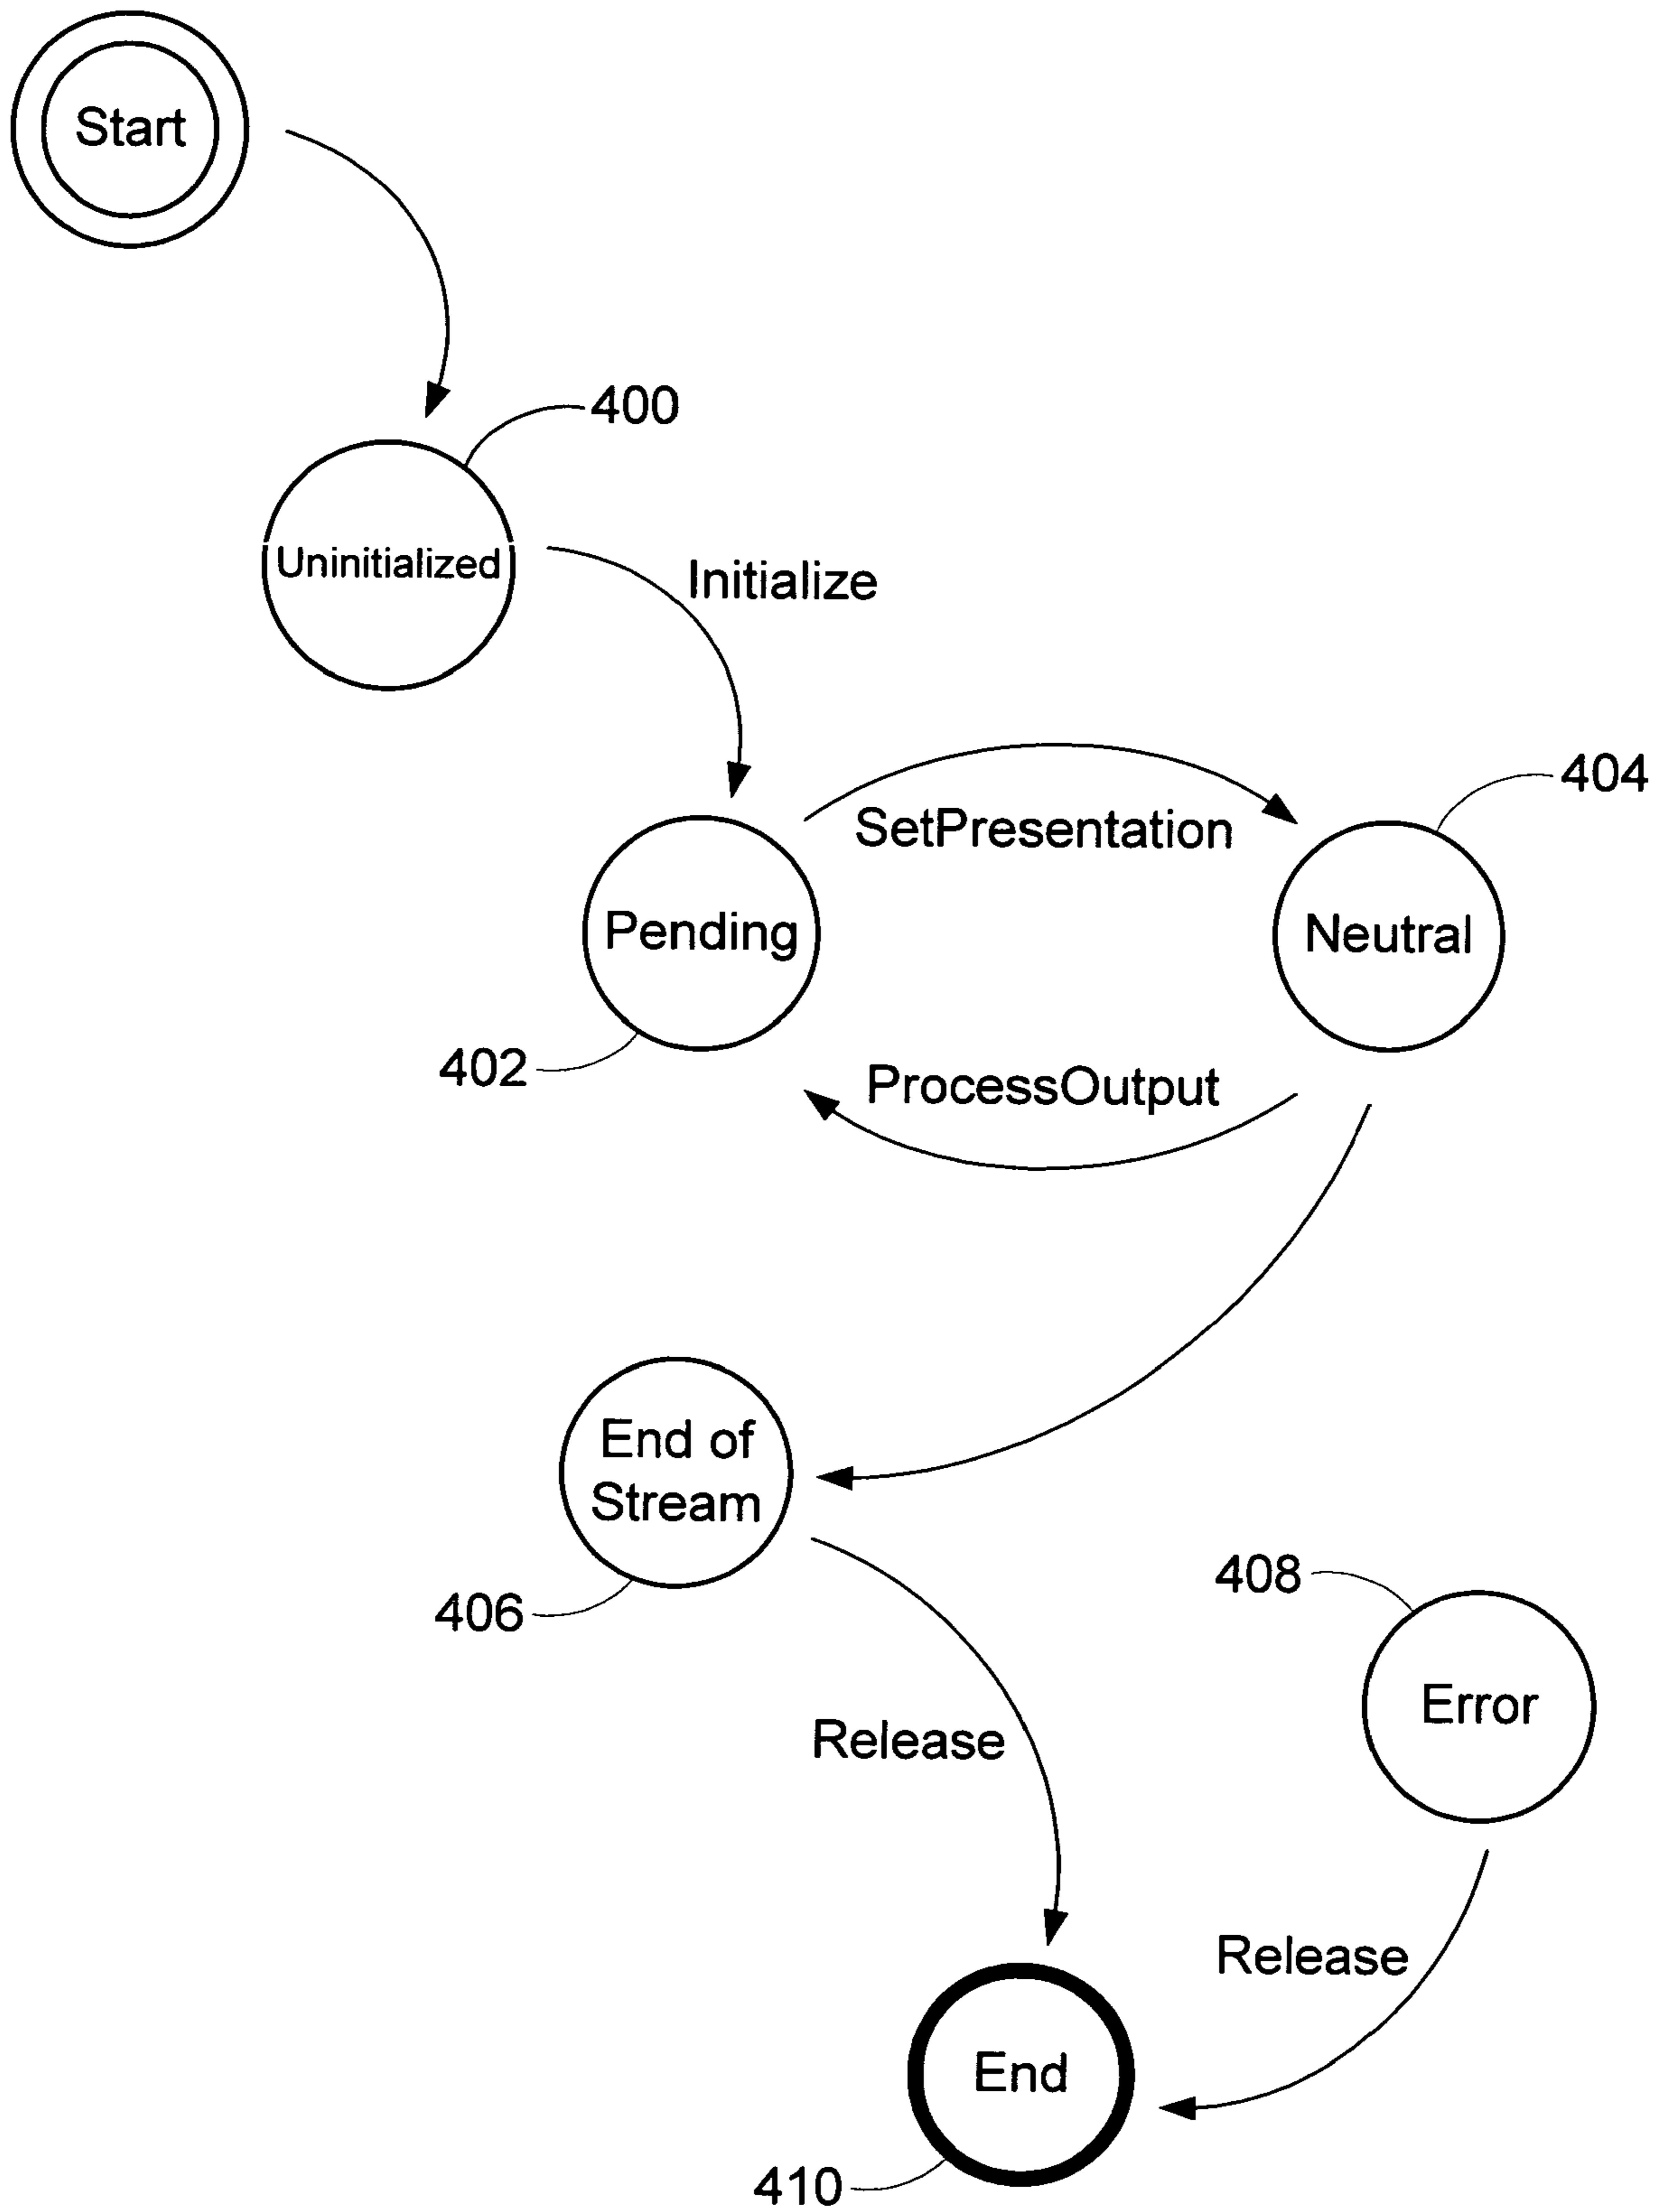 Start
400
Uninitialized
Initialize
404
SetPresentation
Pending
Neutral
402
ProcessOutput
End of
Stream
406
408
Error
Release
Release
End
410